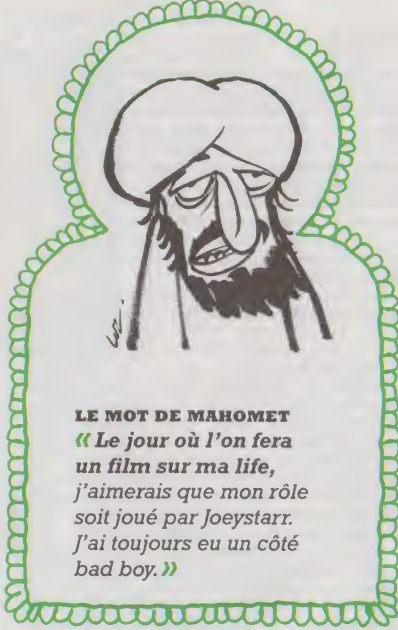 luz.
LE MOT DE MAHOMET
« Le jour où l'on fera
un film sur ma life,
j'aimerais que mon rôle
soit joué par Joeystarr.
J'ai toujours eu un côté
bad boy. »